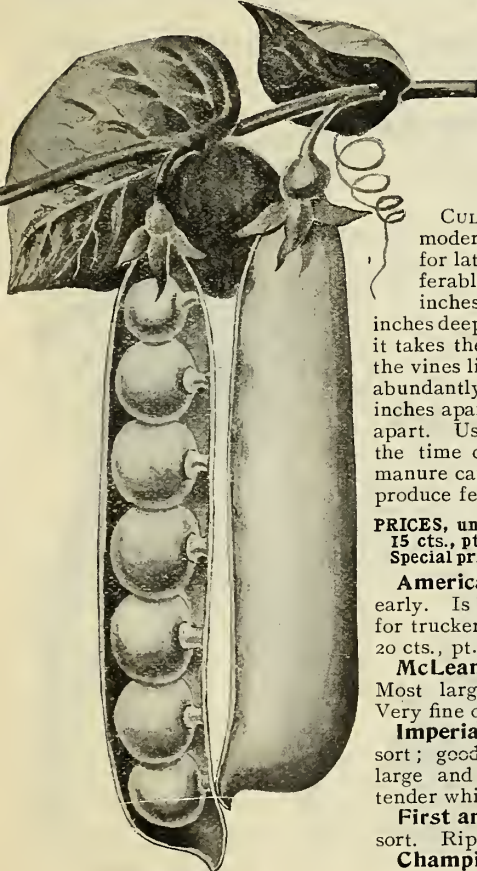 CUL
moder
for lat
ferabl
inches
inches deep
it takes the
the vines li
abundantly
inches apa
apart. Us
the time o
manure ca
produce fe
PRICES, un
15 cts., pt
Special pr
America
early. Is
for trucker
20 cts., pt.
McLean
Most larg
Very fine q
Imperia
sort; good
large and
tender whi
First an
sort. Rip
Champi